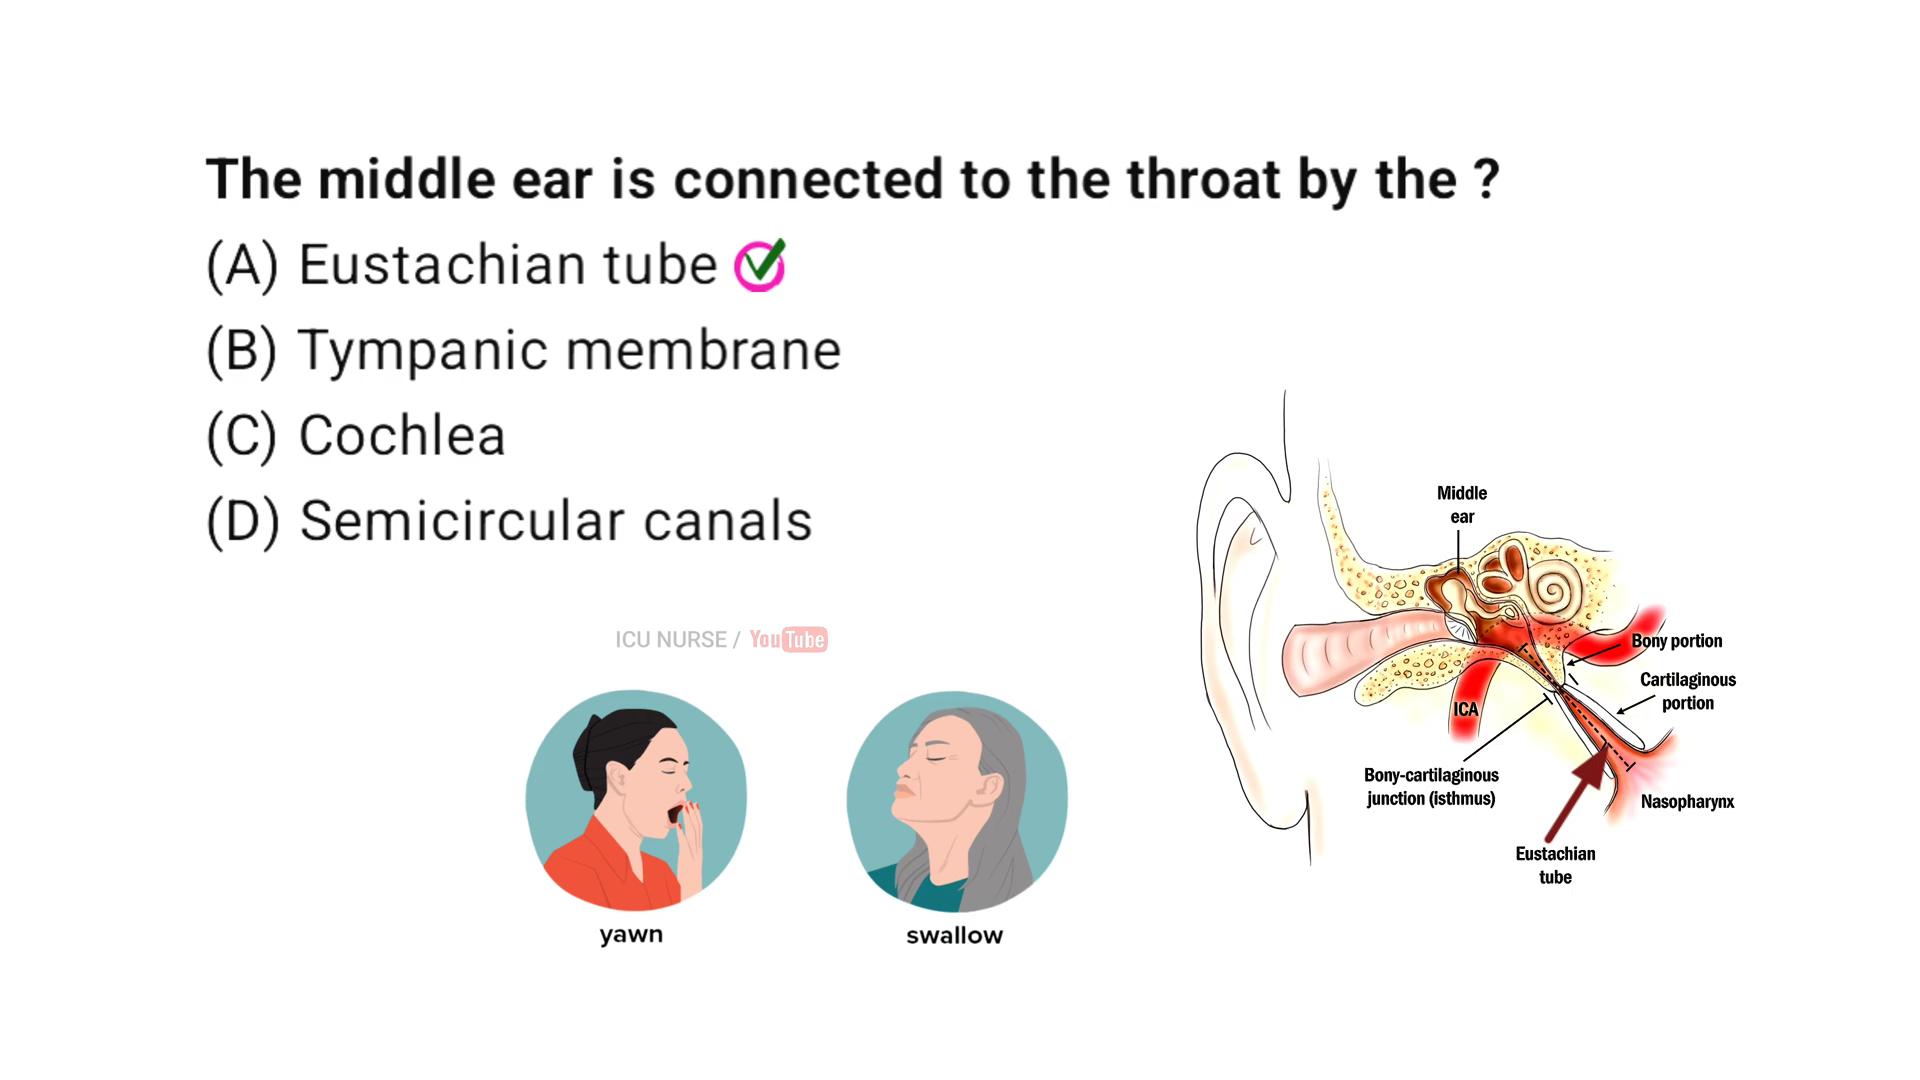 The middle ear is connected to the throat by the ?
(A) Eustachian tube
(B) Tympanic membrane
(C) Cochlea
(D) Semicircular canals
ICU NURSE / YouTube
yawn
swallow
Middle
ear
Bony portion
Cartilaginous
portion
ICA
Bony-cartilaginous
junction (isthmus)
Nasopharynx
Eustachian
tube